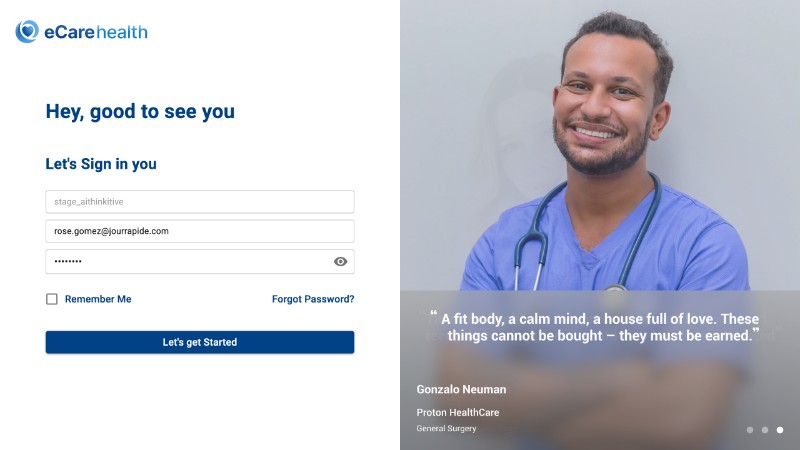 eCarehealth
Hey, good to see you
Let's Sign in you
stage_aithinkitive
rose.gomez@jourrapide.com
••••••••
Remember Me
Forgot Password?
Let's get Started
“ A fit body, a calm mind, a house full of love. These
things cannot be bought – they must be earned.”
Gonzalo Neuman
Proton HealthCare
General Surgery